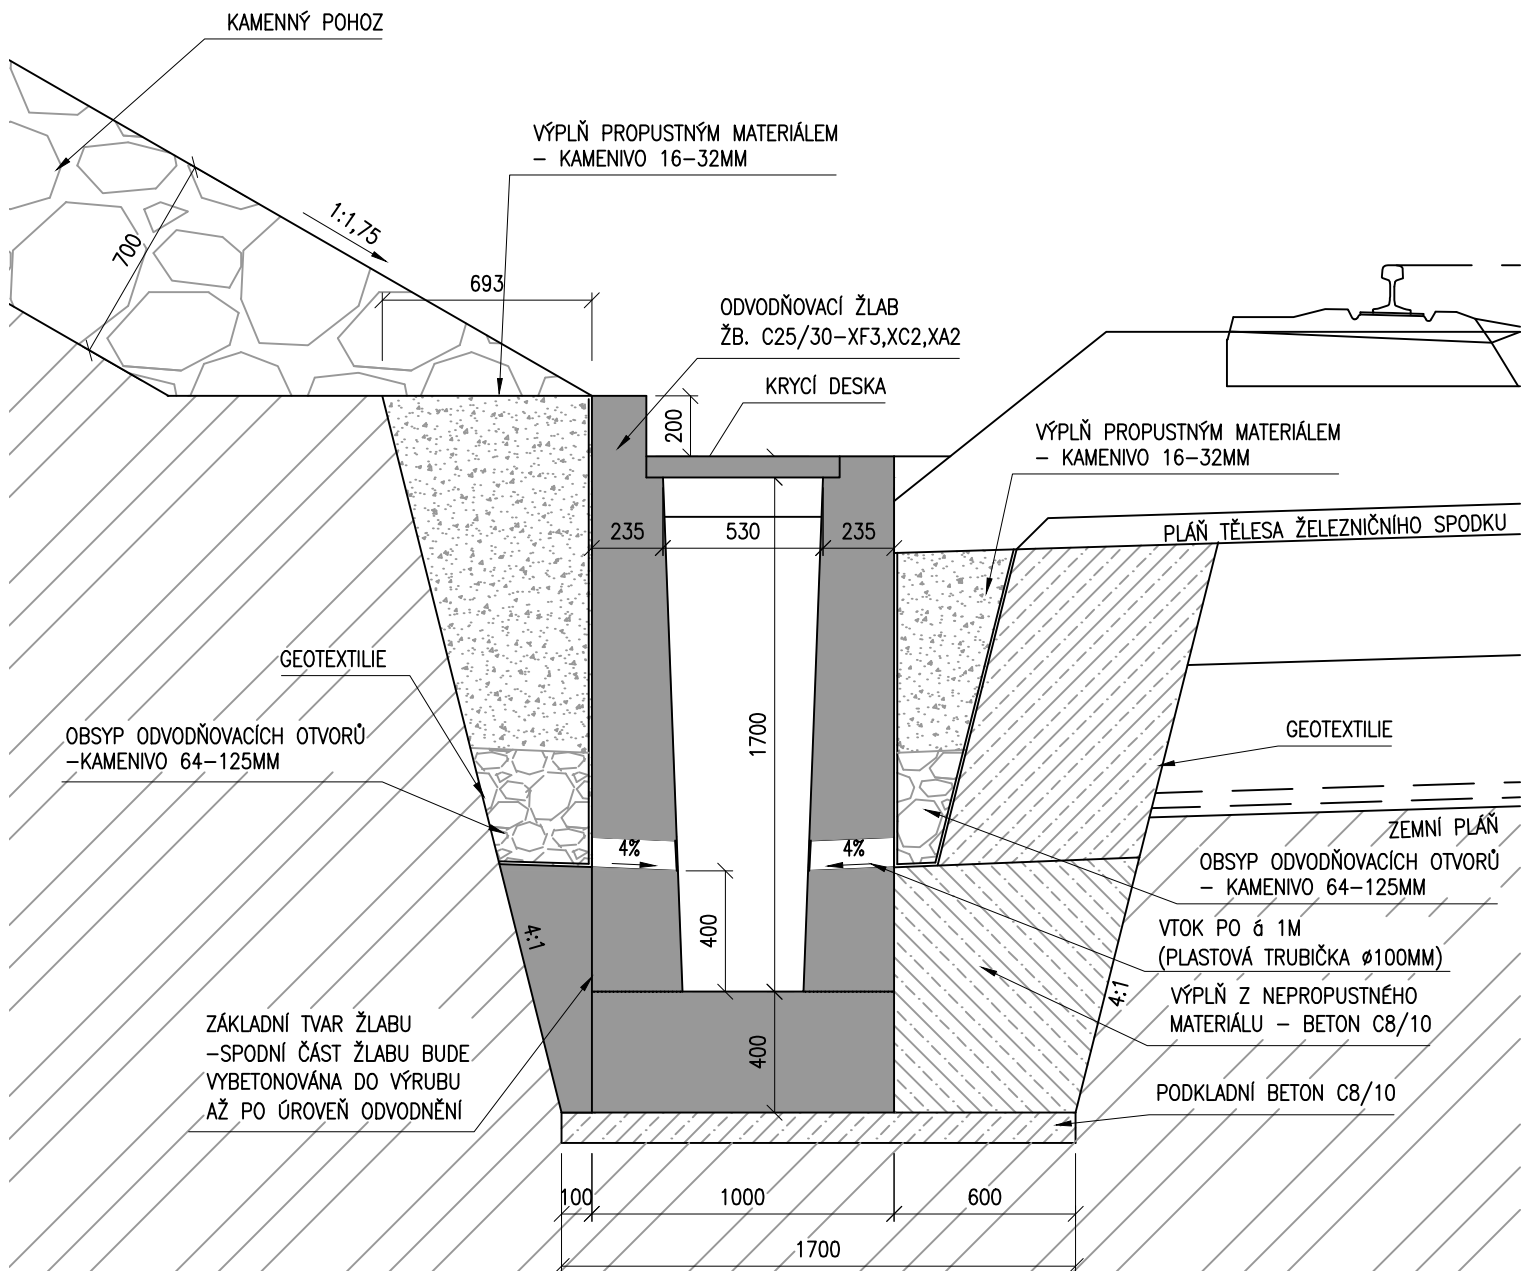 KAMENNÝ POHOZ
VÝPLŇ PROPUSTNÝM MATERIÁLEM
– KAMENIVO 16–32MM
1:1,75
700
693
ODVODŇOVACÍ ŽLAB
ŽB. C25/30–XF3,XC2,XA2
KRYCÍ DESKA
200
VÝPLŇ PROPUSTNÝM MATERIÁLEM
– KAMENIVO 16–32MM
235
530
235
PLÁŇ TĚLESA ŽELEZNIČNÍHO SPODKU
GEOTEXTILIE
OBSYP ODVODŇOVACÍCH OTVORŮ
–KAMENIVO 64–125MM
1700
GEOTEXTILIE
ZEMNÍ PLÁŇ
4%
4%
OBSYP ODVODŇOVACÍCH OTVORŮ
– KAMENIVO 64–125MM
400
4:1
VTOK PO á 1M
(PLASTOVÁ TRUBIČKA ø100MM)
4:1
VÝPLŇ Z NEPROPUSTNÉHO
MATERIÁLU – BETON C8/10
ZÁKLADNÍ TVAR ŽLABU
–SPODNÍ ČÁST ŽLABU BUDE
VYBETONOVÁNA DO VÝRUBU
AŽ PO ÚROVEŇ ODVODNĚNÍ
400
PODKLADNÍ BETON C8/10
100
1000
600
1700